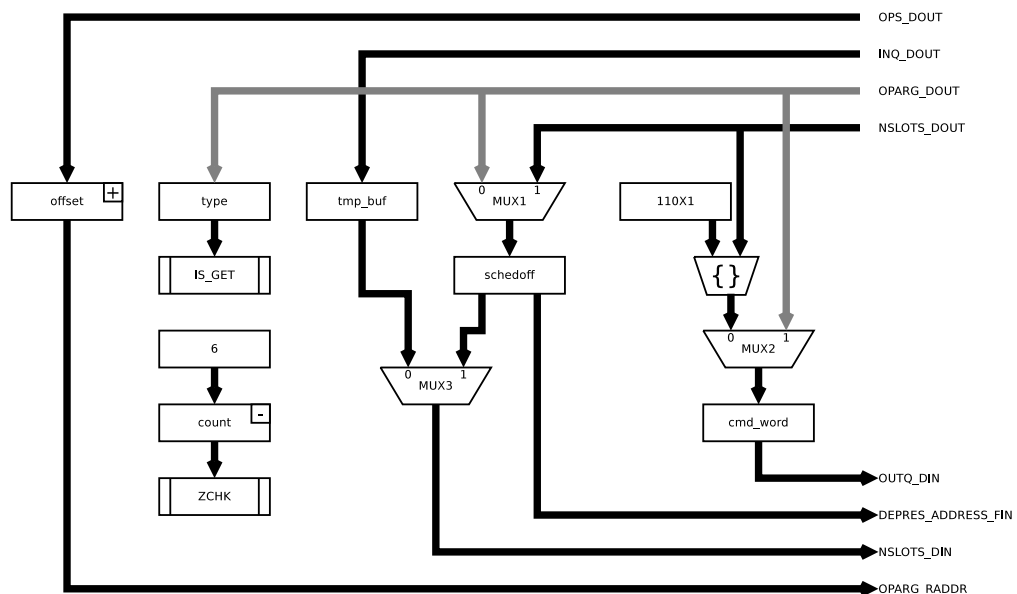 OPS_DOUT
INQ_DOUT
OPARG_DOUT
NSLOTS_DOUT
offset
+
type
tmp_buf
0 1
MUX1
110X1
IS_GET
schedoff
{}
6
0 1
MUX2
0 1
MUX3
count
-
cmd_word
ZCHK
OUTQ_DIN
DEPRES_ADDRESS_FIN
NSLOTS_DIN
OPARG_RADDR